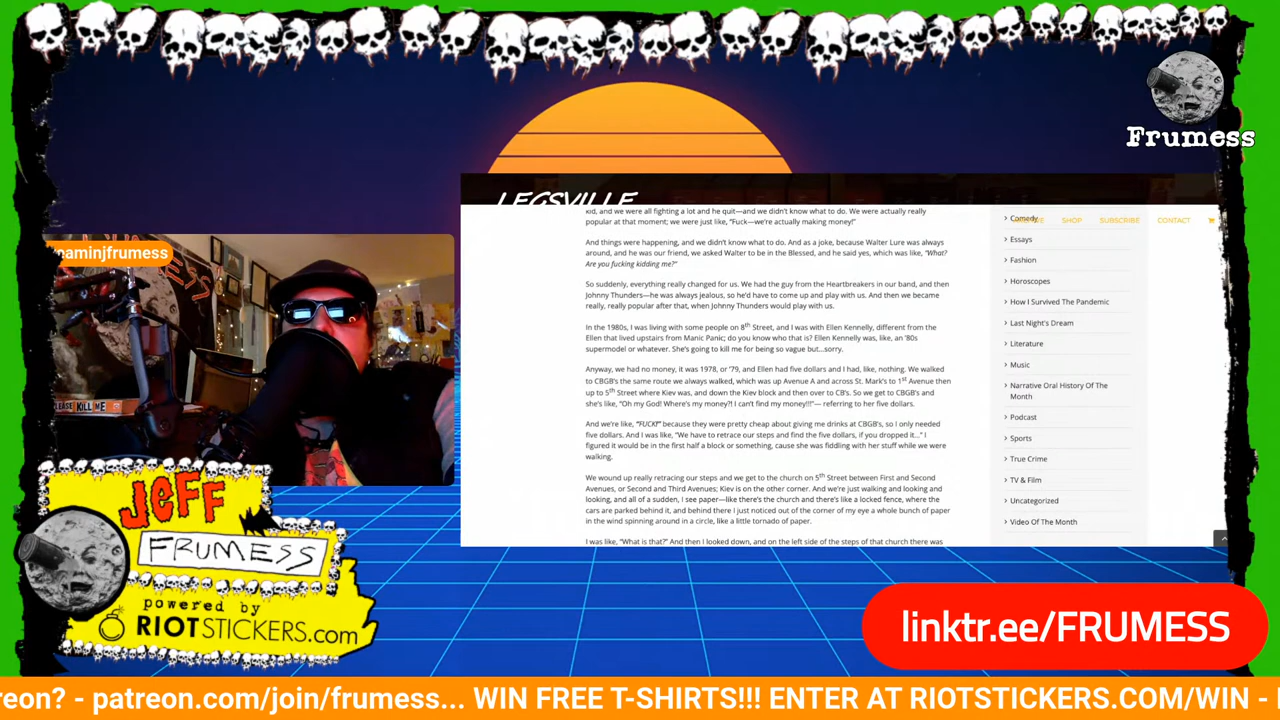 Frumess
LEGSVILLE
kid, and we were all fighting a lot and he quit—and we didn't know what to do. We were actually really
popular at that moment; we were just like, "Fuck—we're actually making money!"
And things were happening, and we didn't know what to do. And as a joke, because Walter Lure was always
around, and he was our friend, we asked Walter to be in the Blessed, and he said yes, which was like, "What?
Are you fucking kidding me?"
So suddenly, everything really changed for us. We had the guy from the Heartbreakers in our band, and then
Johnny Thunders—he was always jealous, so he'd have to come up and play with us. And then we became
really, really popular after that, when Johnny Thunders would play with us.
In the 1980s, I was living with some people on 8th Street, and I was with Ellen Kennelly, different from the
Ellen that lived upstairs from Manic Panic; do you know who that is? Ellen Kennelly was, like, an '80s
supermodel or whatever. She's going to kill me for being so vague but...sorry.
Anyway, we had no money, it was 1978, or '79, and Ellen had five dollars and I had, like, nothing. We walked
to CBGB's the same route we always walked, which was up Avenue A and across St. Mark's to 1st Avenue then
up to 5th Street where Kiev was, and down the Kiev block and then over to CB's. So we get to CBGB's and
she's like, "Oh my God! Where's my money?! I can't find my money!!!"— referring to her five dollars.
And we're like, "FUCK!" because they were pretty cheap about giving me drinks at CBGB's, so I only needed
five dollars. And I was like, "We have to retrace our steps and find the five dollars, if you dropped it..." I
figured it would be in the first half a block or something, cause she was fiddling with her stuff while we were
walking.
We wound up really retracing our steps and we get to the church on 5th Street between First and Second
Avenues, or Second and Third Avenues; Kiev is on the other corner. And we're just walking and looking and
looking, and all of a sudden, I see paper—like there's the church and there's like a locked fence, where the
cars are parked behind it, and behind there I just noticed out of the corner of my eye a whole bunch of paper
in the wind spinning around in a circle, like a little tornado of paper.
I was like, "What is that?" And then I looked down, and on the left side of the steps of that church there was
SHOP
SUBSCRIBE
CONTACT
Comedy
Essays
Fashion
Horoscopes
How I Survived The Pandemic
Last Night's Dream
Literature
Music
Narrative Oral History Of The
Month
Podcast
Sports
True Crime
TV & Film
Uncategorized
Video Of The Month
eaminjfrumess
LEASE KILL ME
JEFF
FRUMESS
powered by
RIOTSTICKERS.com
linktr.ee/FRUMESS
reon? - patreon.com/join/frumess... WIN FREE T-SHIRTS!!! ENTER AT RIOTSTICKERS.COM/WIN -